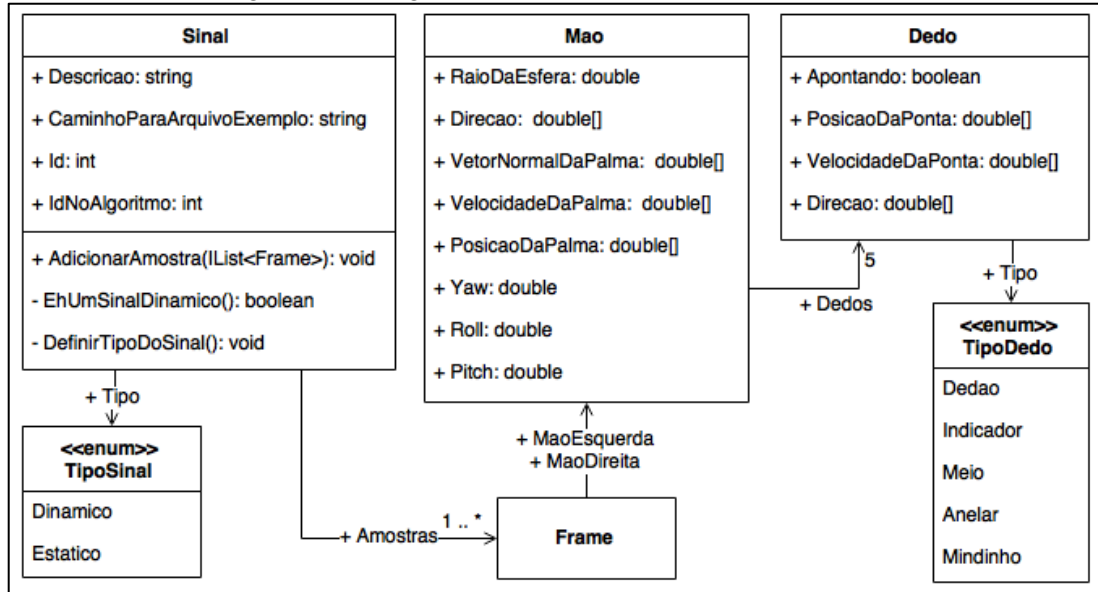 Sinal
+ Descricao: string
+ CaminhoParaArquivoExemplo: string
+ Id: int
+ IdNoAlgoritmo: int
+ AdicionarAmostra(IList<Frame>): void
- EhUmSinalDinamico(): boolean
- DefinirTipoDoSinal(): void
+ Tipo
<<enum>>
TipoSinal
Dinamico
Estatico
+ Amostras
1 .. *
Mao
+ RaioDaEsfera: double
+ Direcao: double[]
+ VetorNormalDaPalma: double[]
+ VelocidadeDaPalma: double[]
+ PosicaoDaPalma: double[]
+ Yaw: double
+ Roll: double
+ Pitch: double
+ MaoEsquerda
+ MaoDireita
Frame
+ Dedos
5
Dedo
+ Apontando: boolean
+ PosicaoDaPonta: double[]
+ VelocidadeDaPonta: double[]
+ Direcao: double[]
+ Tipo
<<enum>>
TipoDedo
Dedao
Indicador
Meio
Anelar
Mindinho